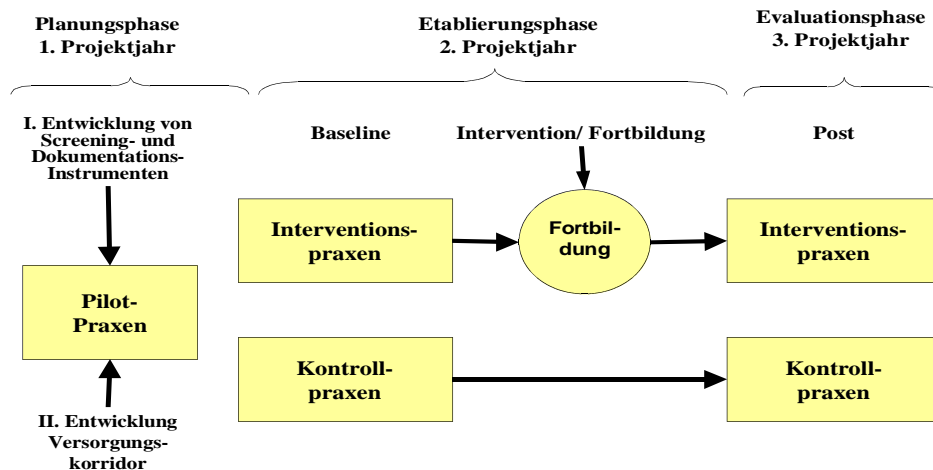 Planungsphase
1. Projektjahr
Etablierungsphase
2. Projektjahr
Evaluationsphase
3. Projektjahr
I. Entwicklung von
Screening- und
Dokumentations-
Instrumenten
Baseline
Intervention/ Fortbildung
Post
Interventions-
praxen
Fortbil-
dung
Interventions-
praxen
Pilot-
Praxen
Kontroll-
praxen
Kontroll-
praxen
II. Entwicklung
Versorgungs-
korridor